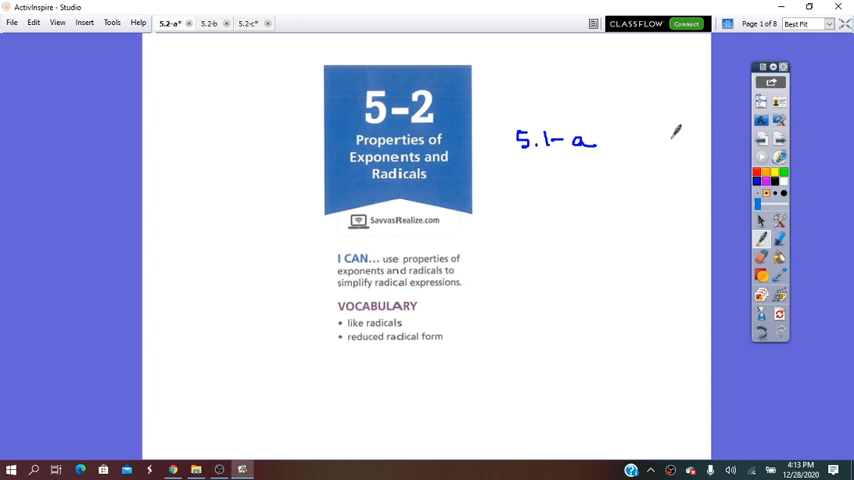 ActivInspire - Studio
File Edit View Insert Tools Help
5.2-a* 5.2-b 5.2-c*
CLASSFLOW Connect
Page 1 of 8
Best Fit
5-2
Properties of
Exponents and
Radicals
SavvasRealize.com
5.1- a
I CAN... use properties of
exponents and radicals to
simplify radical expressions.
VOCABULARY
• like radicals
• reduced radical form
4:13 PM
12/28/2020